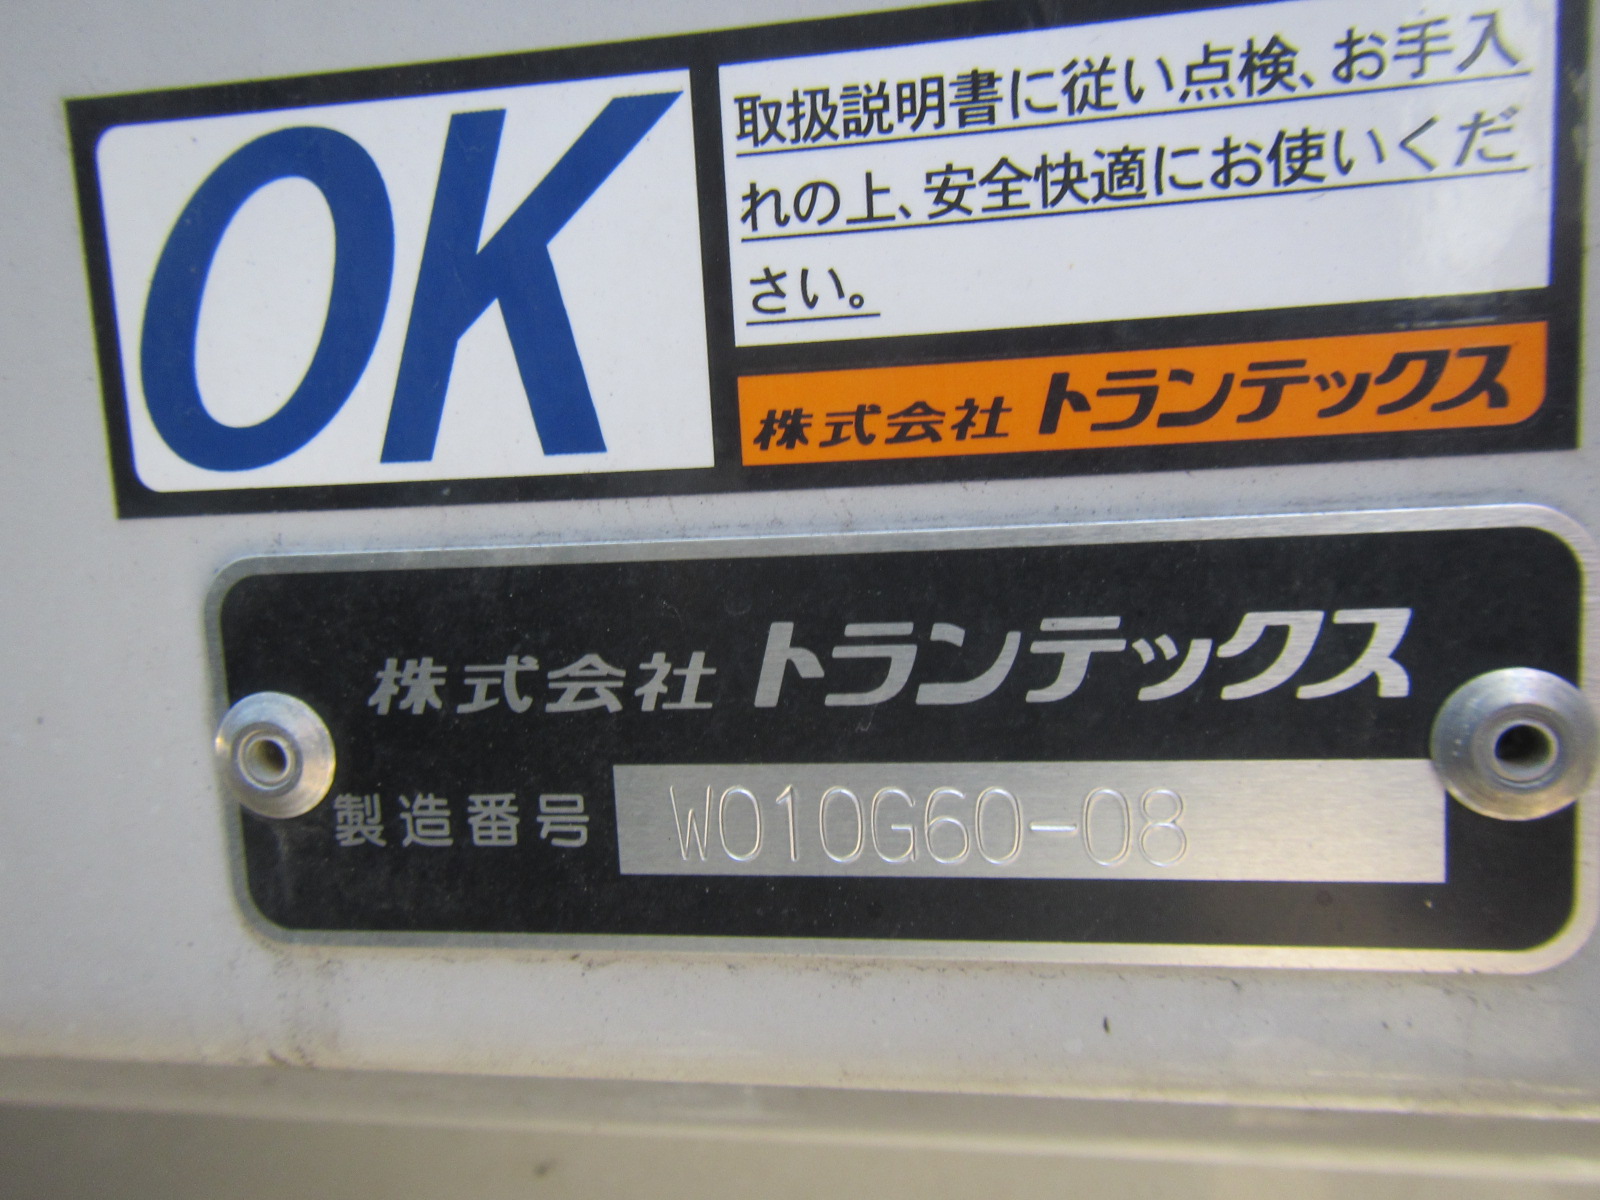 OK
取扱説明書に従い点検、お手入
れの上、安全快適にお使いくだ
さい。
株式会社 トランテックス
株式会社 トランテックス
製造番号 W010G60-08